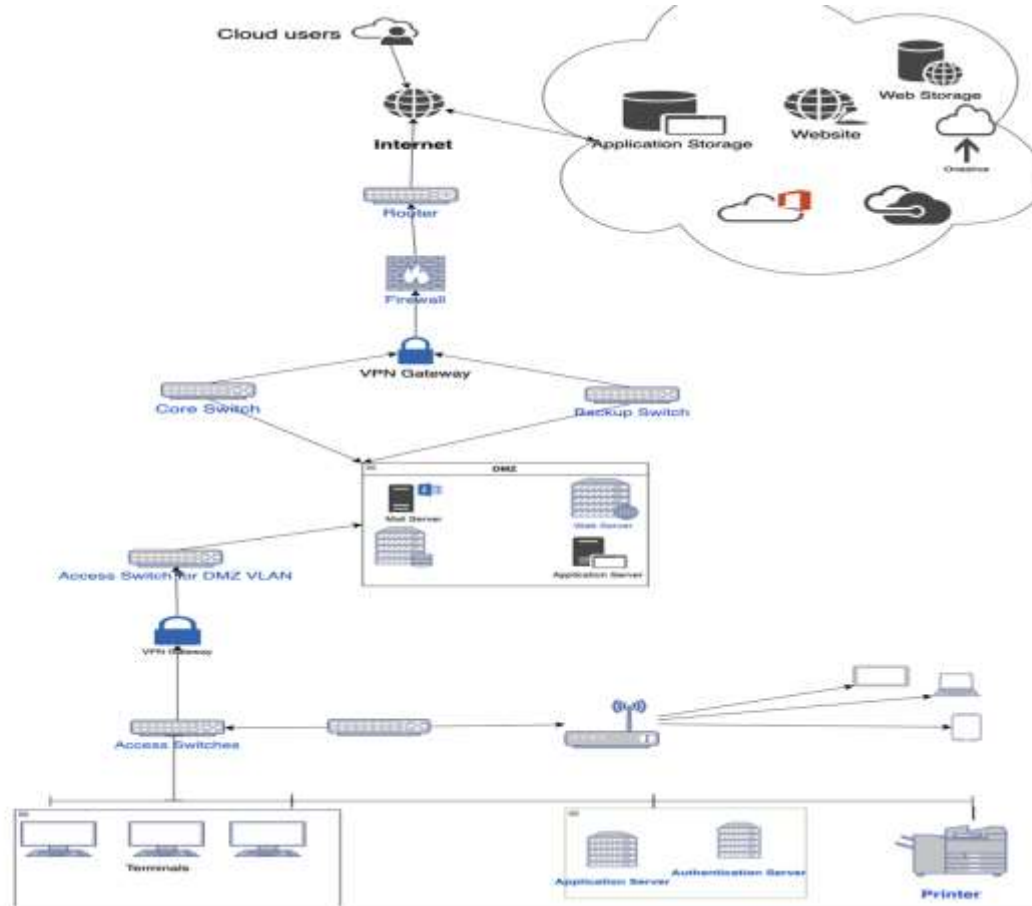 Cloud users
Internet
Web Storage
Application Storage
Website
Onedrive
Router
Firewall
VPN Gateway
Core Switch
Backup Switch
DMZ
Mail Server
Web Server
Application Server
Access Switch for DMZ VLAN
VPN Gateway
Access Switches
Terminals
Application Server
Authentication Server
Printer